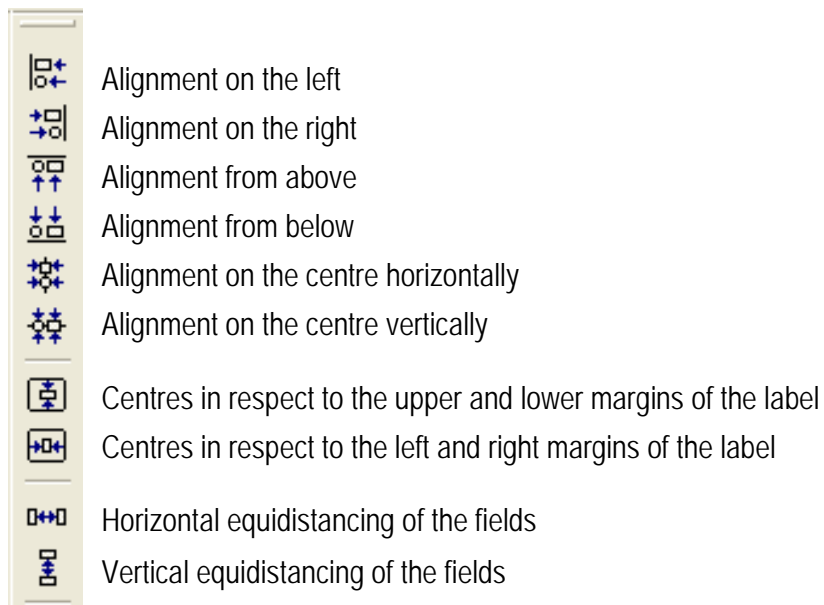 Alignment on the left
Alignment on the right
Alignment from above
Alignment from below
Alignment on the centre horizontally
Alignment on the centre vertically
Centres in respect to the upper and lower margins of the label
Centres in respect to the left and right margins of the label
Horizontal equidistancing of the fields
Vertical equidistancing of the fields